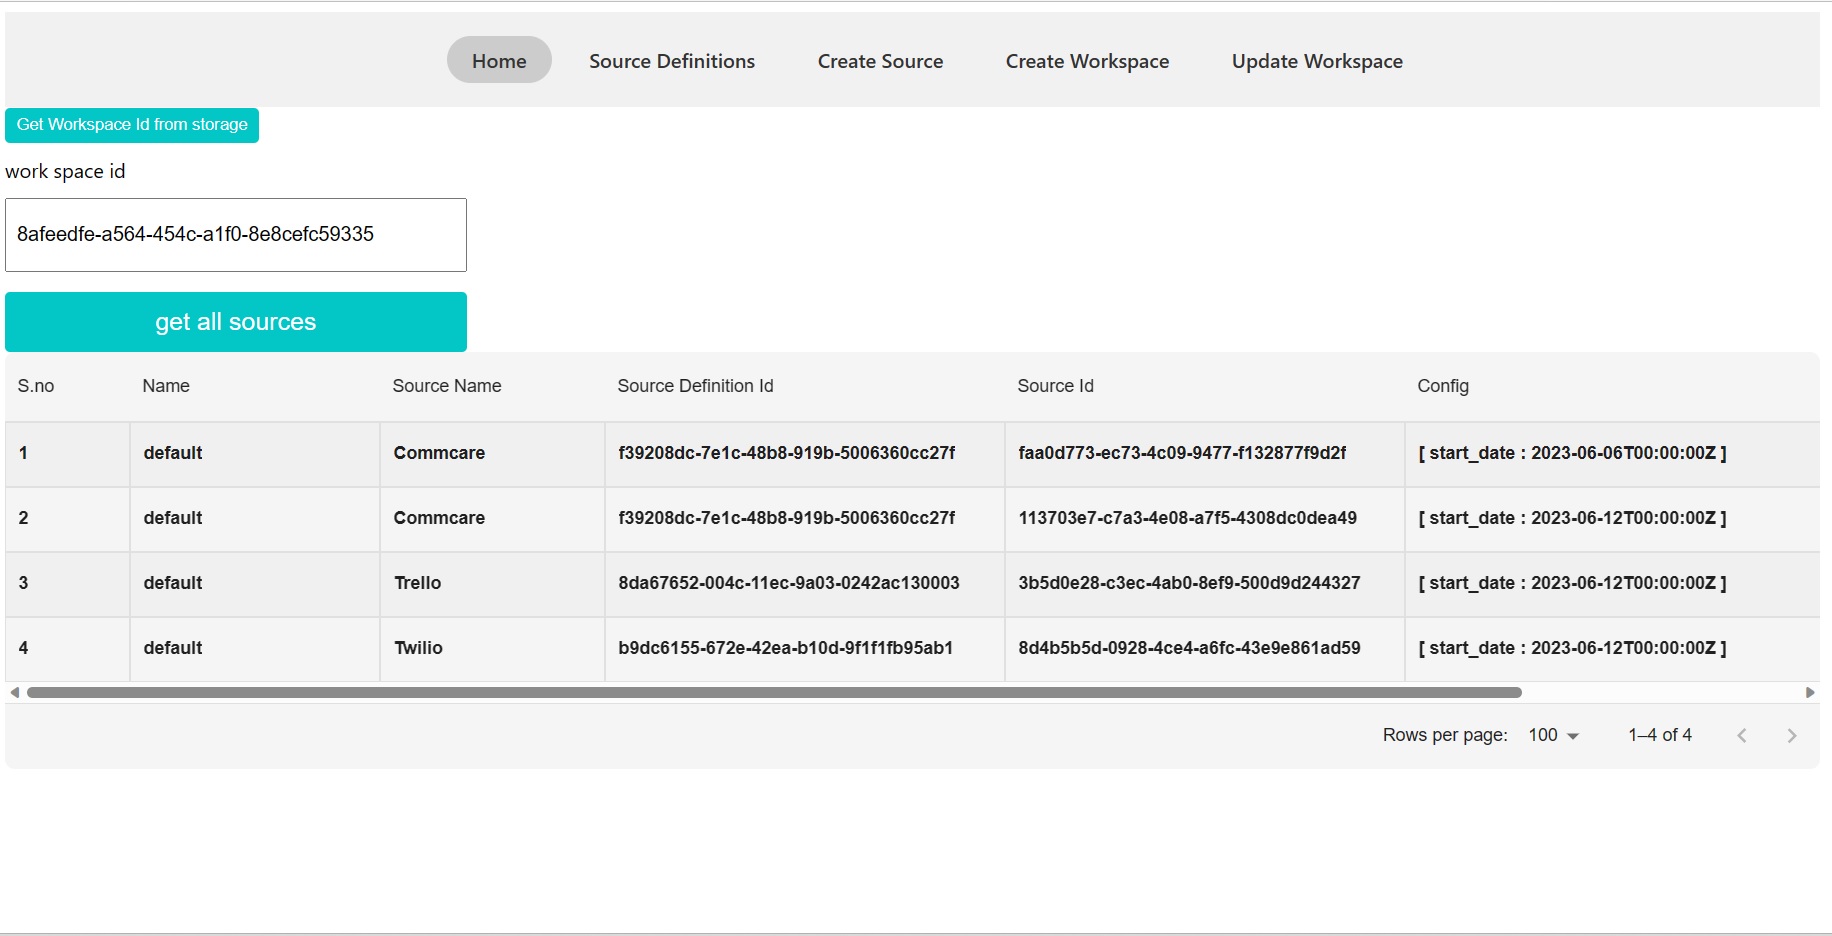 Home Source Definitions Create Source Create Workspace Update Workspace
Get Workspace Id from storage
work space id
8afeedfe-a564-454c-a1f0-8e8cefc59335
get all sources
S.no Name Source Name Source Definition Id Source Id Config
1 default Commcare f39208dc-7e1c-48b8-919b-5006360cc27f faa0d773-ec73-4c09-9477-f132877f9d2f [ start_date : 2023-06-06T00:00:00Z ]
2 default Commcare f39208dc-7e1c-48b8-919b-5006360cc27f 113703e7-c7a3-4e08-a7f5-4308dc0dea49 [ start_date : 2023-06-12T00:00:00Z ]
3 default Trello 8da67652-004c-11ec-9a03-0242ac130003 3b5d0e28-c3ec-4ab0-8ef9-500d9d244327 [ start_date : 2023-06-12T00:00:00Z ]
4 default Twilio b9dc6155-672e-42ea-b10d-9f1f1fb95ab1 8d4b5b5d-0928-4ce4-a6fc-43e9e861ad59 [ start_date : 2023-06-12T00:00:00Z ]
Rows per page: 100 1–4 of 4